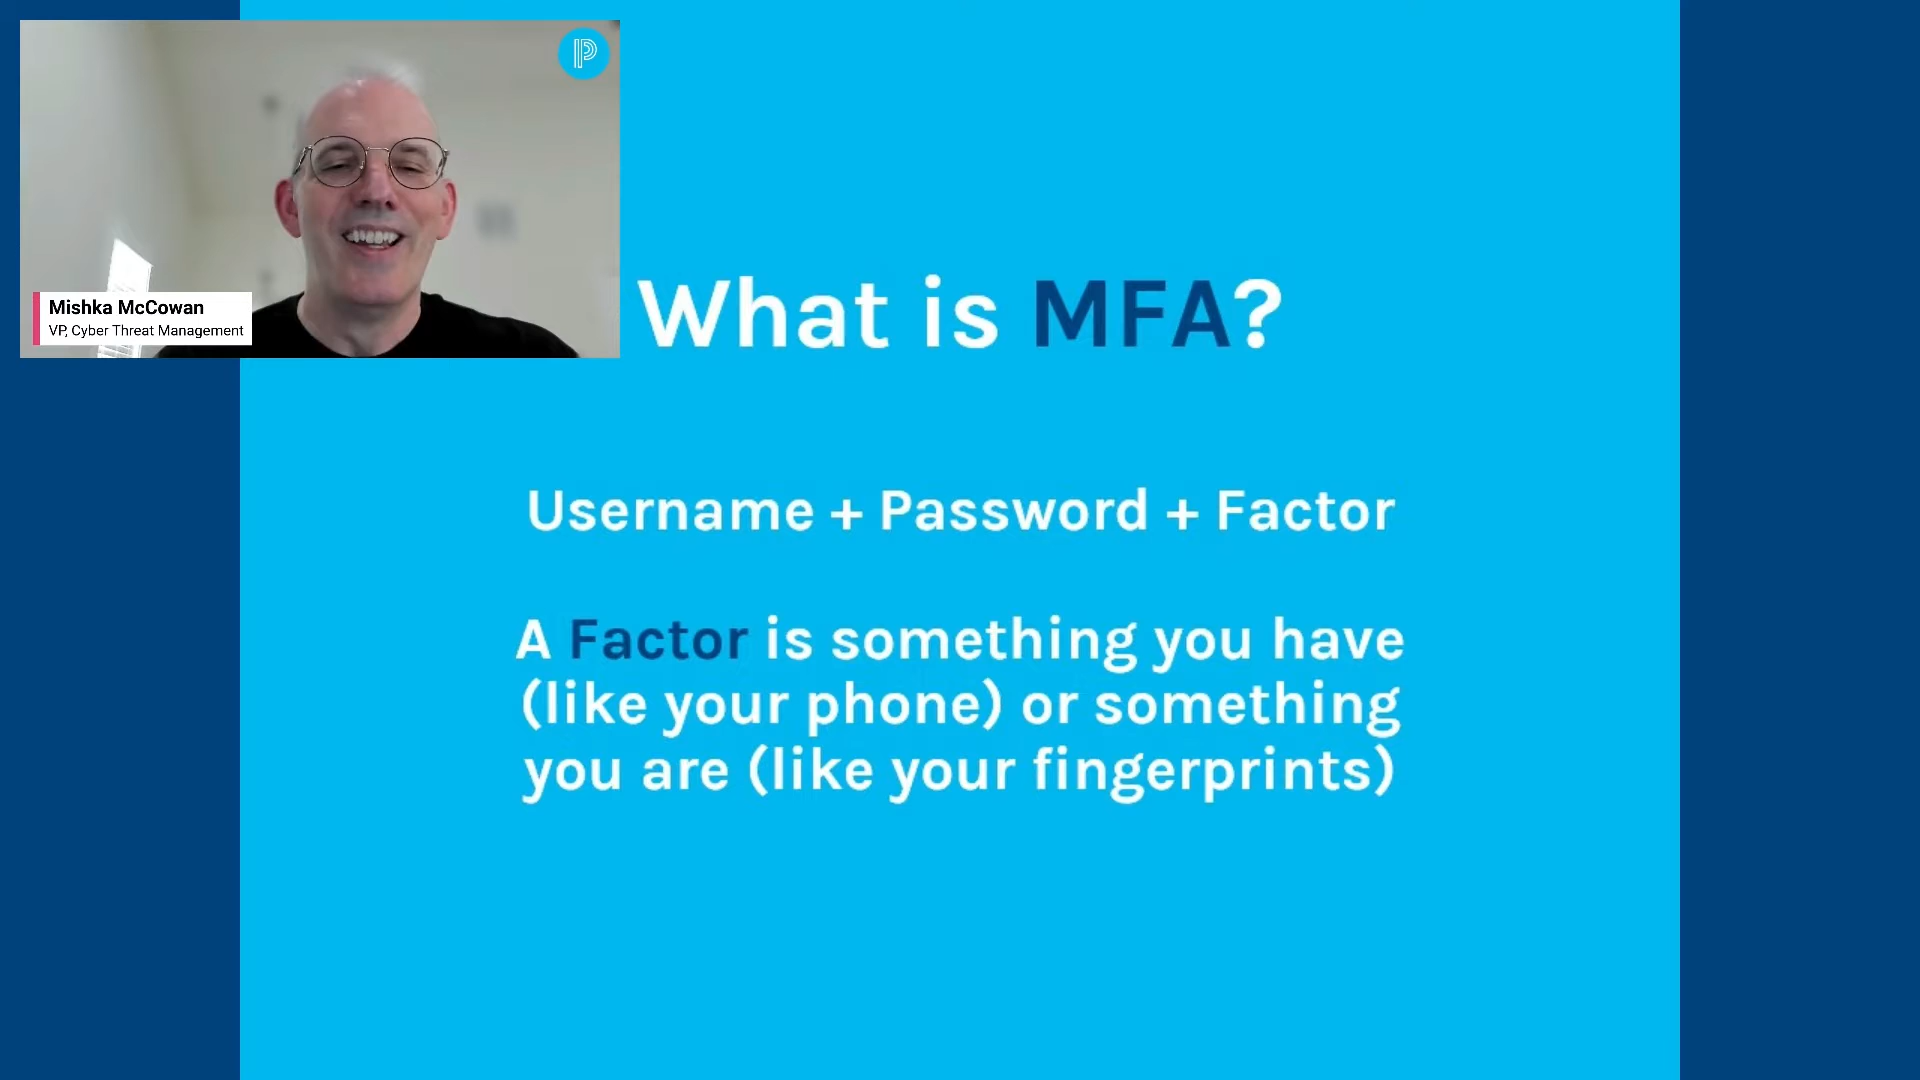 Mishka McCowan
VP, Cyber Threat Management
What is MFA?
Username + Password + Factor
A Factor is something you have
(like your phone) or something
you are (like your fingerprints)